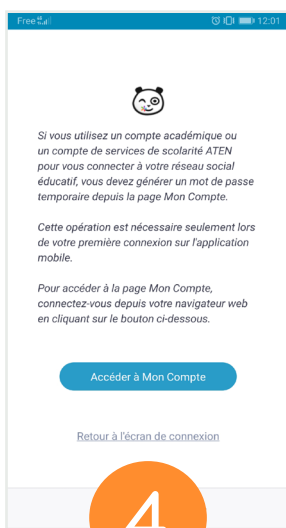 Free 4G 12:01
Si vous utilisez un compte académique ou
un compte de services de scolarité ATEN
pour vous connecter à votre réseau social
éducatif, vous devez générer un mot de passe
temporaire depuis la page Mon Compte.
Cette opération est nécessaire seulement lors
de votre première connexion sur l'application
mobile.
Pour accéder à la page Mon Compte,
connectez-vous depuis votre navigateur web
en cliquant sur le bouton ci-dessous.
Accéder à Mon Compte
Retour à l'écran de connexion
4